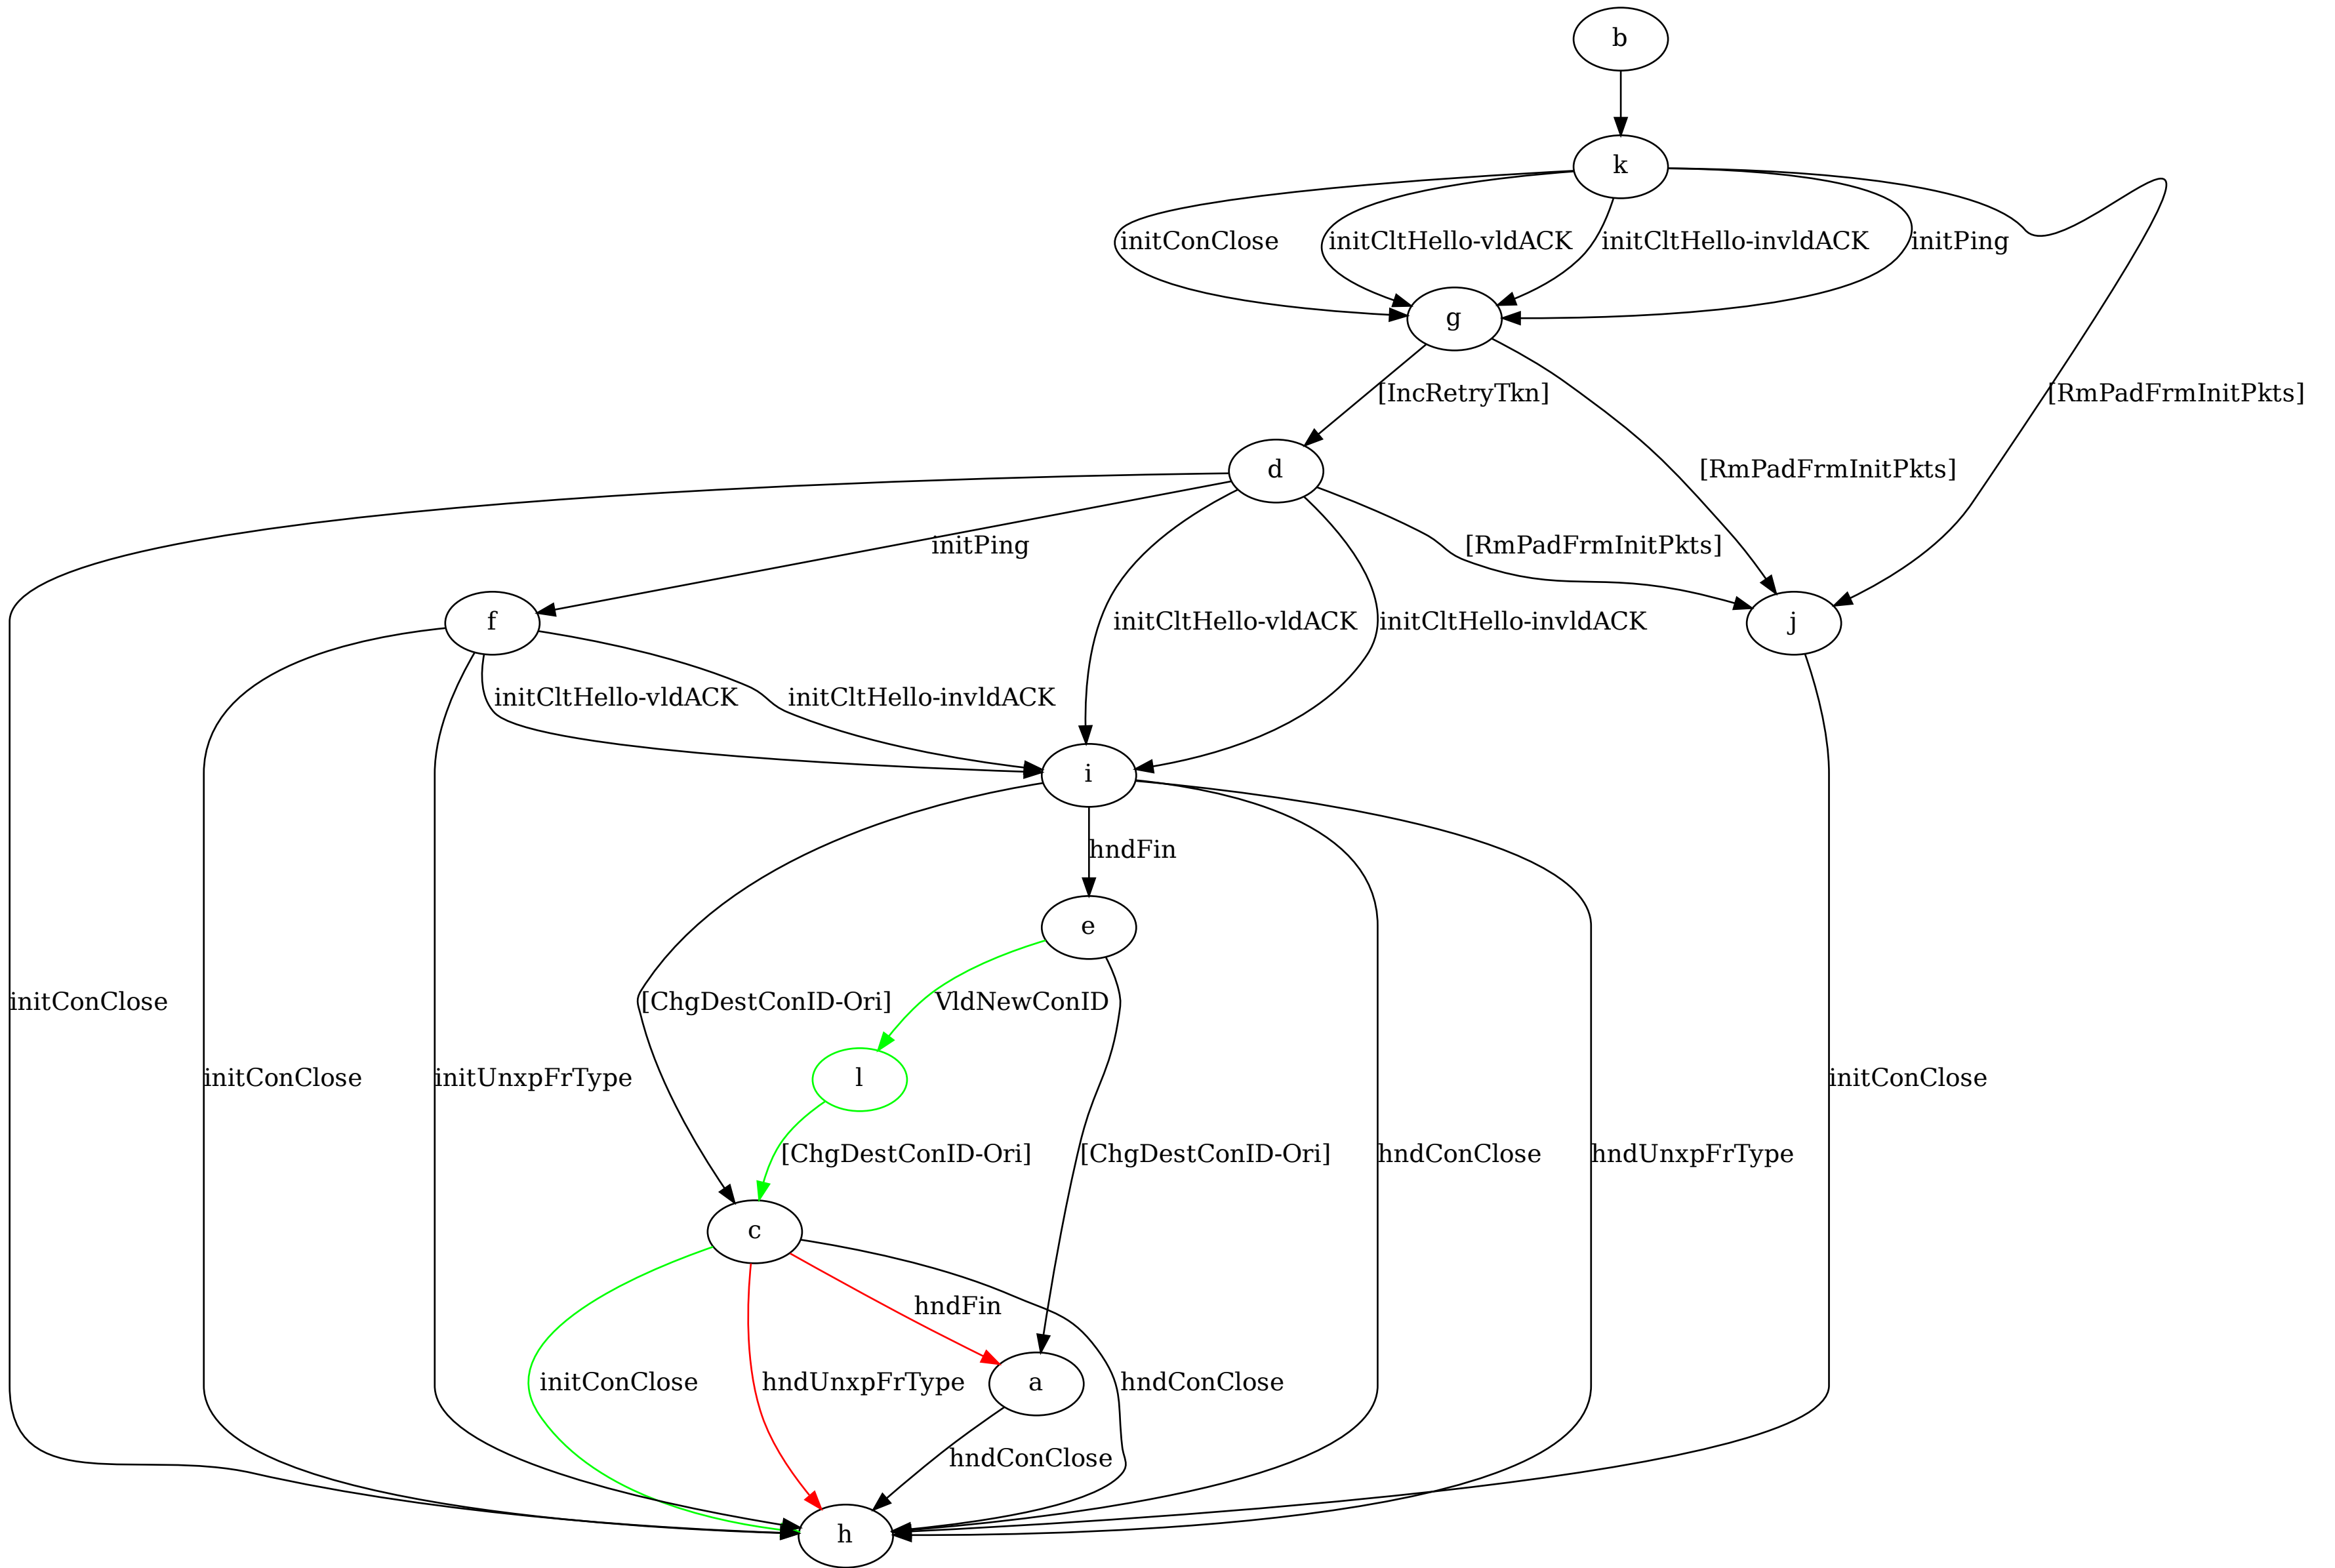 b
k
initConClose
initCltHello-vldACK
initCltHello-invldACK
initPing
g
[IncRetryTkn]
[RmPadFrmInitPkts]
d
[RmPadFrmInitPkts]
initPing
[RmPadFrmInitPkts]
f
initCltHello-vldACK
initCltHello-invldACK
j
initCltHello-vldACK
initCltHello-invldACK
i
hndFin
e
initConClose
[ChgDestConID-Ori]
VldNewConID
initConClose
initUnxpFrType
l
initConClose
[ChgDestConID-Ori]
[ChgDestConID-Ori]
hndConClose
hndUnxpFrType
c
hndFin
initConClose
hndUnxpFrType
a
hndConClose
hndConClose
h